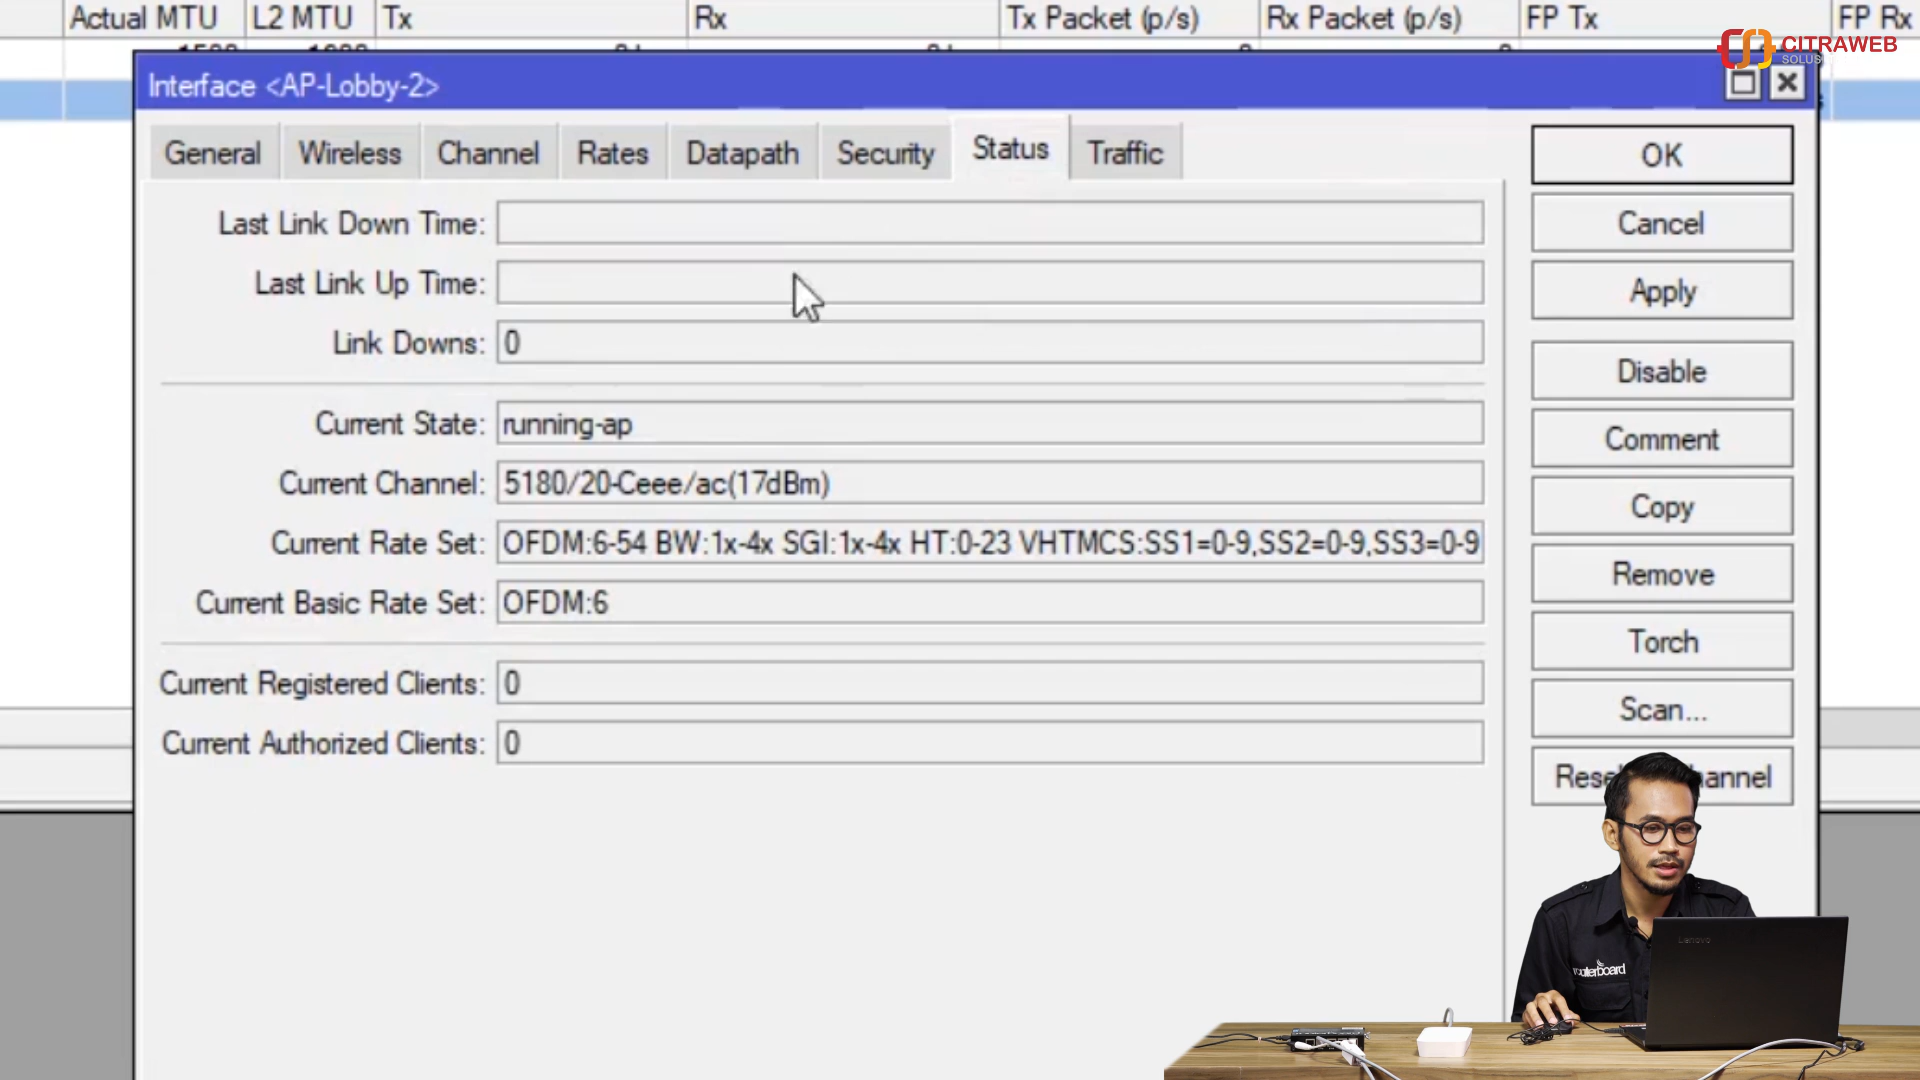 Actual MTU L2 MTU Tx Rx Tx Packet (p/s) Rx Packet (p/s) FP Tx FP Rx
CITRAWEB
Interface <AP-Lobby-2>
General Wireless Channel Rates Datapath Security Status Traffic
Last Link Down Time:
Last Link Up Time:
Link Downs: 0
Current State: running-ap
Current Channel: 5180/20-Ceee/ac(17dBm)
Current Rate Set: OFDM:6-54 BW:1x-4x SGI:1x-4x HT:0-23 VHTMCS:SS1=0-9,SS2=0-9,SS3=0-9
Current Basic Rate Set: OFDM:6
Current Registered Clients: 0
Current Authorized Clients: 0
OK
Cancel
Apply
Disable
Comment
Copy
Remove
Torch
Scan...
Lenovo
routerboard